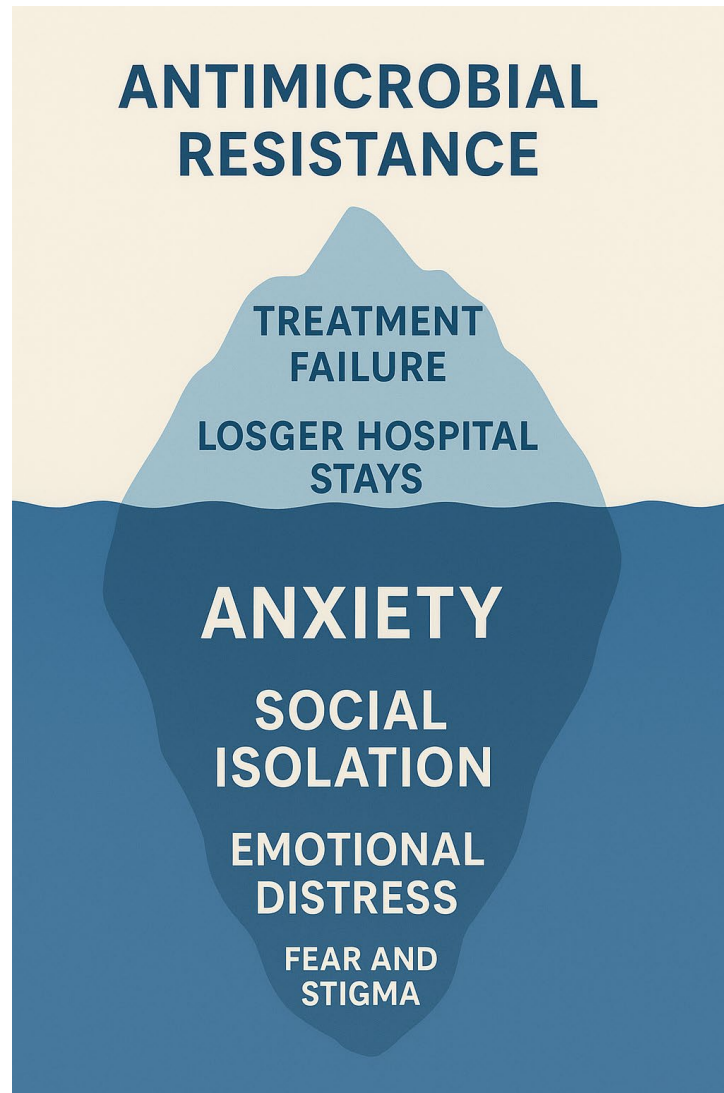 ANTIMICROBIAL
RESISTANCE
TREATMENT
FAILURE
LOSGER HOSPITAL
STAYS
ANXIETY
SOCIAL
ISOLATION
EMOTIONAL
DISTRESS
FEAR AND
STIGMA